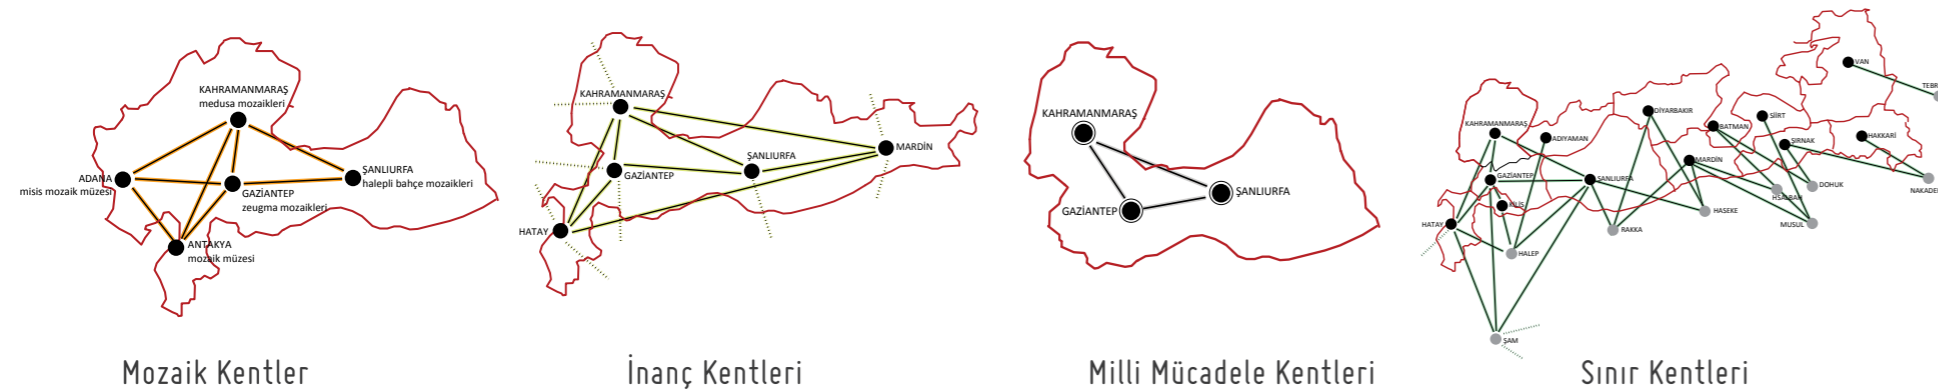 KAHRAMANMARAŞ
medusa mozaikleri
ŞANLIURFA
halepli bahçe mozaikleri
ADANA
misis mozaik müzesi
GAZİANTEP
zeugma mozaikleri
ANTAKYA
mozaik müzesi
Mozaik Kentler
KAHRAMANMARAŞ
MARDİN
ŞANLIURFA
GAZİANTEP
HATAY
İnanç Kentleri
KAHRAMANMARAŞ
ŞANLIURFA
GAZİANTEP
Milli Mücadele Kentleri
VAN
TEBR
DİYARBAKIR
SİİRT
BATMAN
KAHRAMANMARAŞ
ADIYAMAN
HAKKARİ
ŞIRNAK
MARDİN
GAZİANTEP
ŞANLIURFA
DOHUK
NAKADEH
KİLİS
HASEKE
MUSUL
HATAY
RAKKA
HALEP
ŞAM
Sınır Kentleri